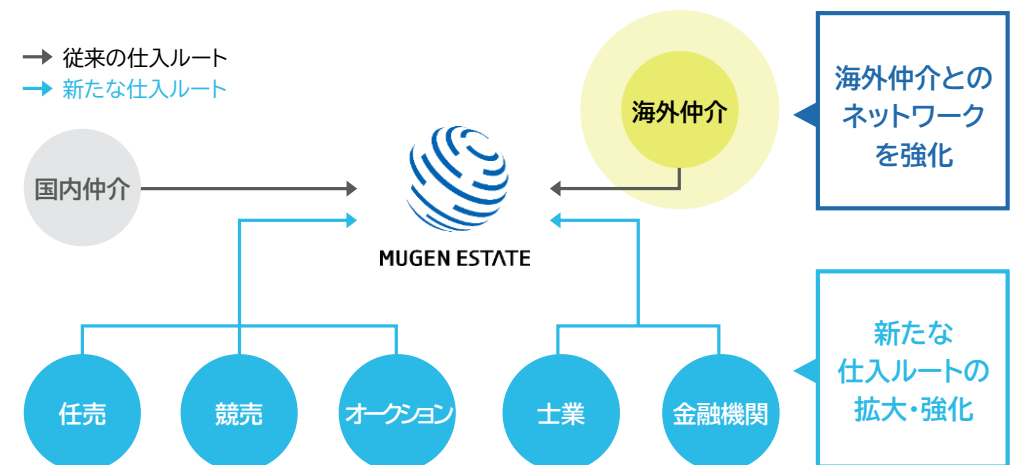 従来の仕入ルート
新たな仕入ルート
国内仲介
MUGEN ESTATE
海外仲介
海外仲介との
ネットワーク
を強化
任売
競売
オークション
士業
金融機関
新たな
仕入ルートの
拡大・強化